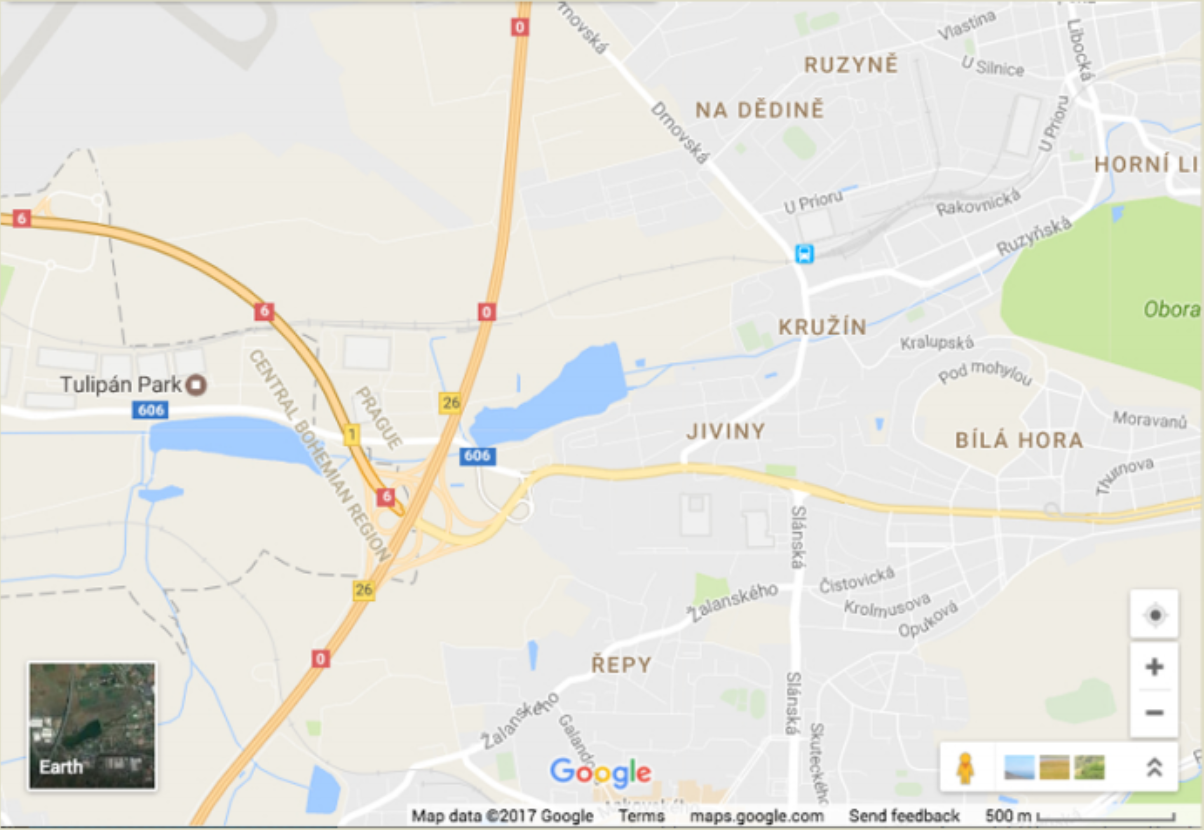 0
rnovská
Vlastina
Libocká
RUZYNĚ
U Silnice
NA DĚDINĚ
Drnovská
U Prioru
HORNÍ LI
U Prioru
Rakovnická
6
Ruzyňská
6
0
Obora
KRUŽÍN
Kralupská
Pod mohylou
Tulipán Park
CENTRAL BOHEMIAN REGION
PRAGUE
26
606
Moravanů
1
JIVINY
BÍLÁ HORA
606
Thurnova
6
Slánská
26
Čistovická
Žalanského
Krolmusova
Opuková
0
ŘEPY
Slánská
Žalanského
Galando
Skuteckého
Earth
Google
Map data ©2017 Google
Terms
maps.google.com
Send feedback
500 m